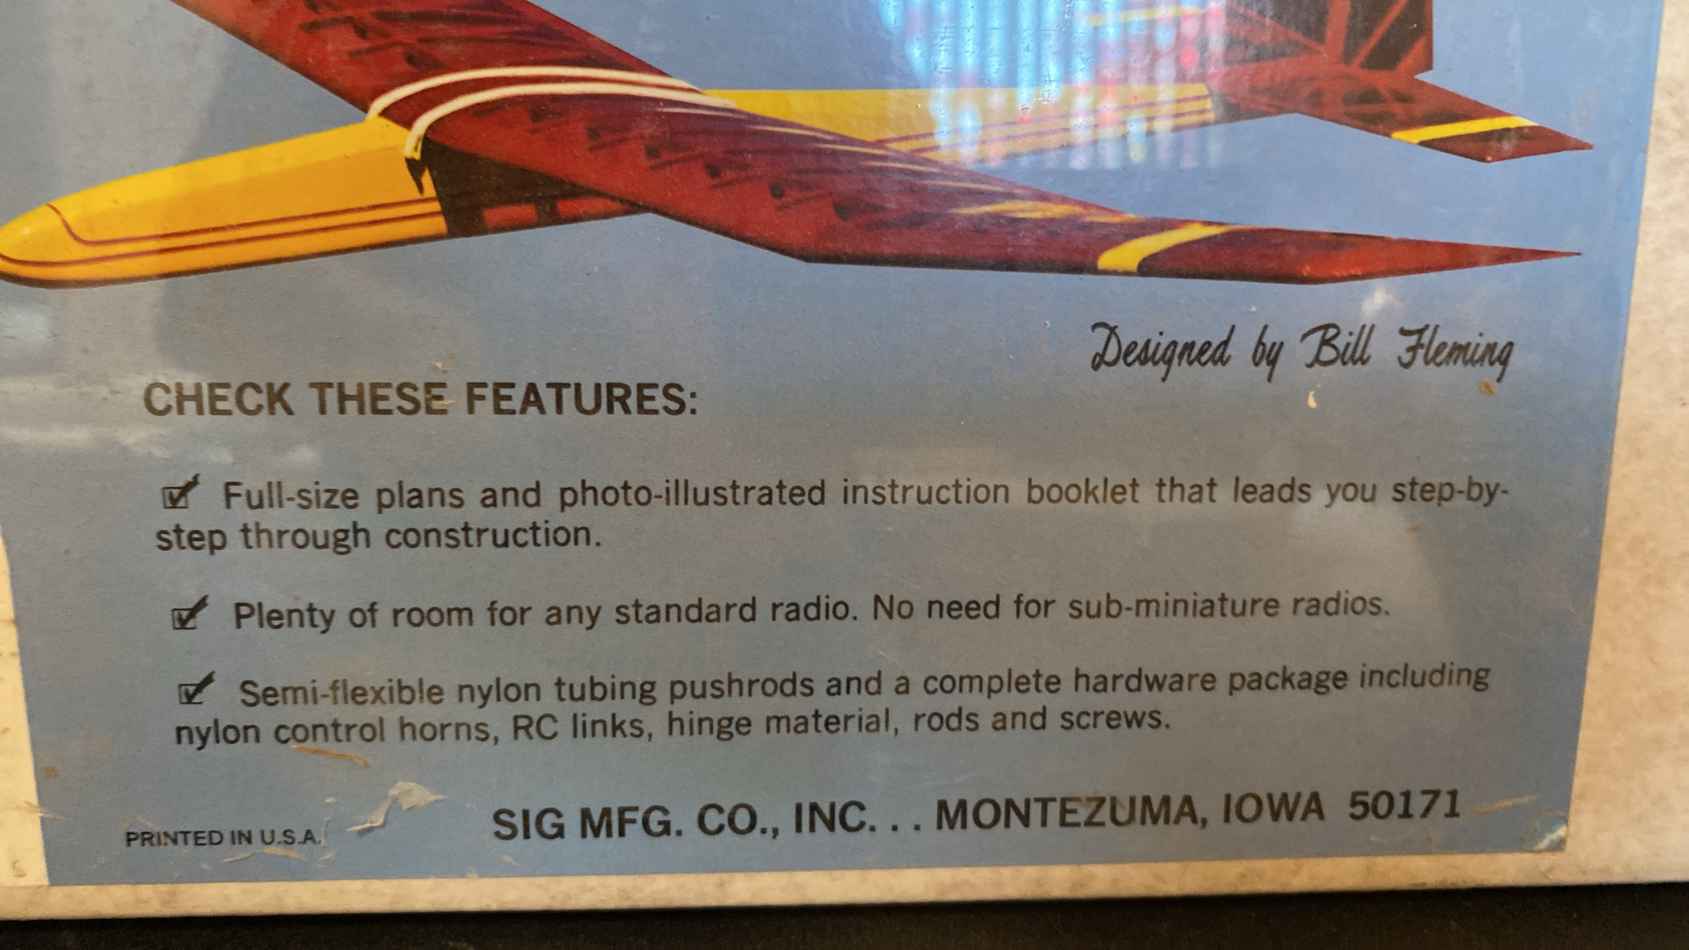 Designed by Bill Fleming
CHECK THESE FEATURES:
Full-size plans and photo-illustrated instruction booklet that leads you step-by-
step through construction.
Plenty of room for any standard radio. No need for sub-miniature radios.
Semi-flexible nylon tubing pushrods and a complete hardware package including
nylon control horns, RC links, hinge material, rods and screws.
SIG MFG. CO., INC. . . MONTEZUMA, IOWA 50171
PRINTED IN U.S.A.